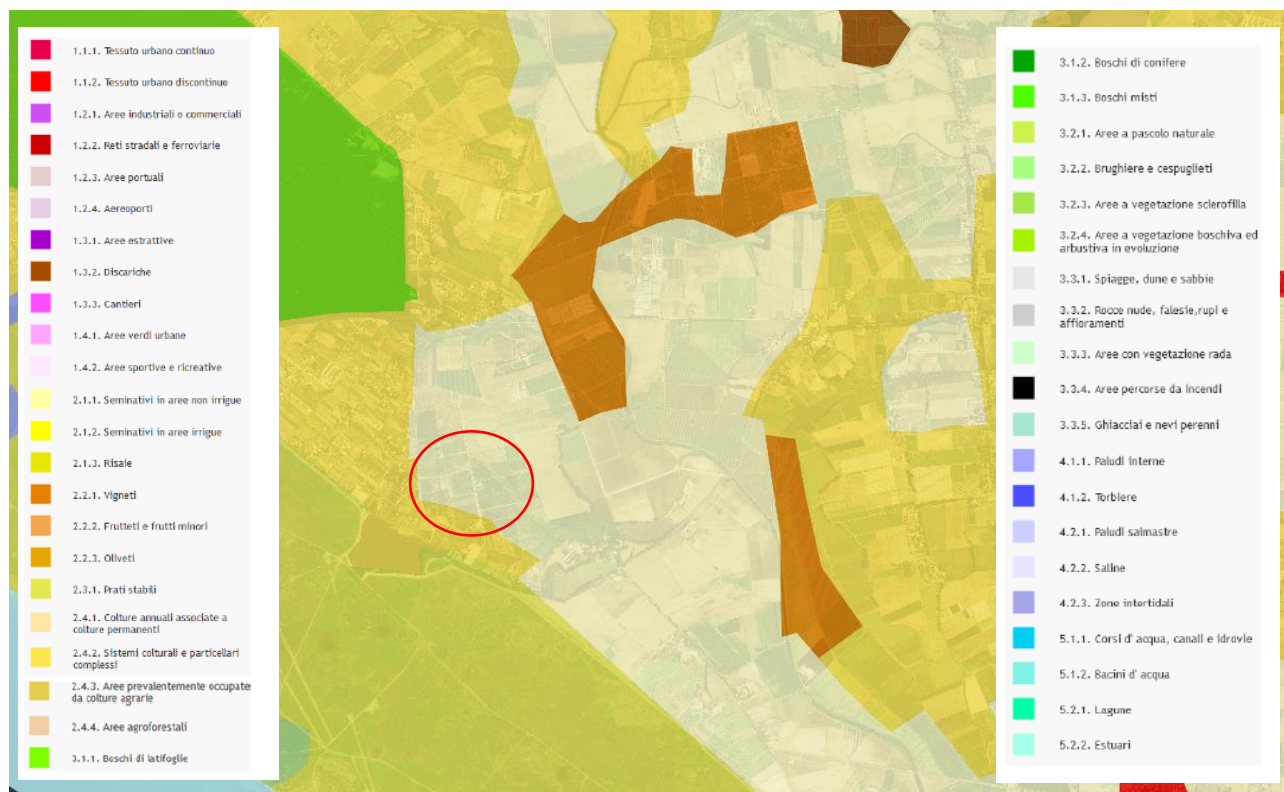 1.1.1. Tessuto urbano continuo
1.1.2. Tessuto urbano discontinuo
1.2.1. Aree industriali o commerciali
1.2.2. Reti stradali e ferroviarie
1.2.3. Aree portuali
1.2.4. Aereoporti
1.3.1. Aree estrattive
1.3.2. Discariche
1.3.3. Cantieri
1.4.1. Aree verdi urbane
1.4.2. Aree sportive e ricreative
2.1.1. Seminativi in aree non irrigue
2.1.2. Seminativi in aree irrigue
2.1.3. Risaie
2.2.1. Vigneti
2.2.2. Frutteti e frutti minori
2.2.3. Oliveti
2.3.1. Prati stabili
2.4.1. Colture annuali associate a
colture permanenti
2.4.2. Sistemi colturali e particellari
complessi
2.4.3. Aree prevalentemente occupate
da colture agrarie
2.4.4. Aree agroforestali
3.1.1. Boschi di latifoglie
3.1.2. Boschi di conifere
3.1.3. Boschi misti
3.2.1. Aree a pascolo naturale
3.2.2. Brughiere e cespuglieti
3.2.3. Aree a vegetazione sclerofilla
3.2.4. Aree a vegetazione boschiva ed
arbustiva in evoluzione
3.3.1. Spiagge, dune e sabbie
3.3.2. Rocce nude, falesie,rupi e
affioramenti
3.3.3. Aree con vegetazione rada
3.3.4. Aree percorse da incendi
3.3.5. Ghiacciai e nevi perenni
4.1.1. Paludi interne
4.1.2. Torbiere
4.2.1. Paludi salmastre
4.2.2. Saline
4.2.3. Zone intertidali
5.1.1. Corsi d' acqua, canali e idrovie
5.1.2. Bacini d' acqua
5.2.1. Lagune
5.2.2. Estuari